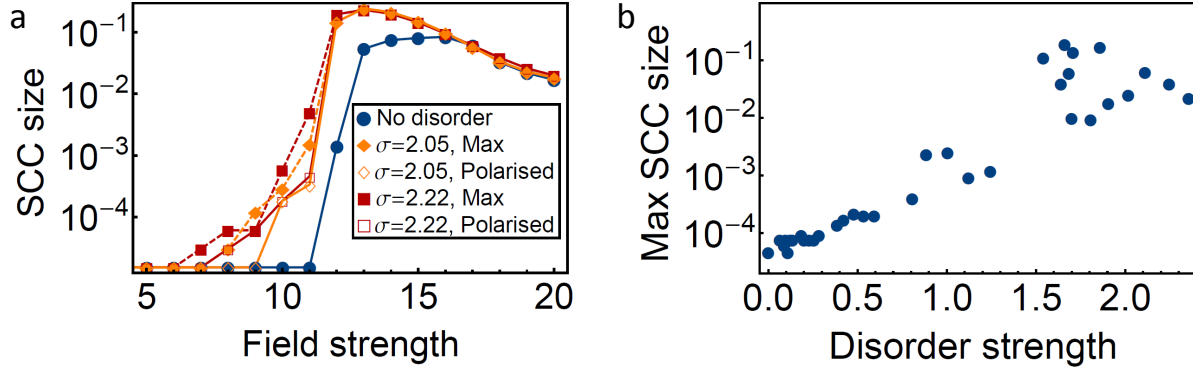 a
SCC size
10⁻¹
10⁻²
10⁻³
10⁻⁴
No disorder
σ=2.05, Max
σ=2.05, Polarised
σ=2.22, Max
σ=2.22, Polarised
5 10 15 20
Field strength
b
Max SCC size
10⁻¹
10⁻²
10⁻³
10⁻⁴
0.0 0.5 1.0 1.5 2.0
Disorder strength